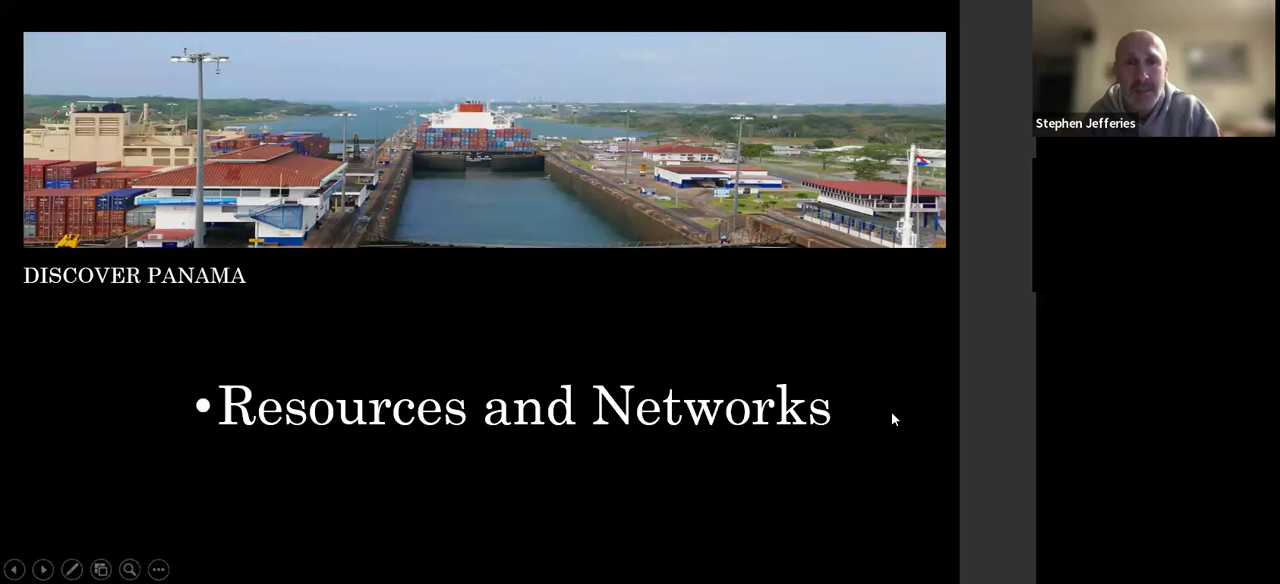 DISCOVER PANAMA
• Resources and Networks
Stephen Jefferies